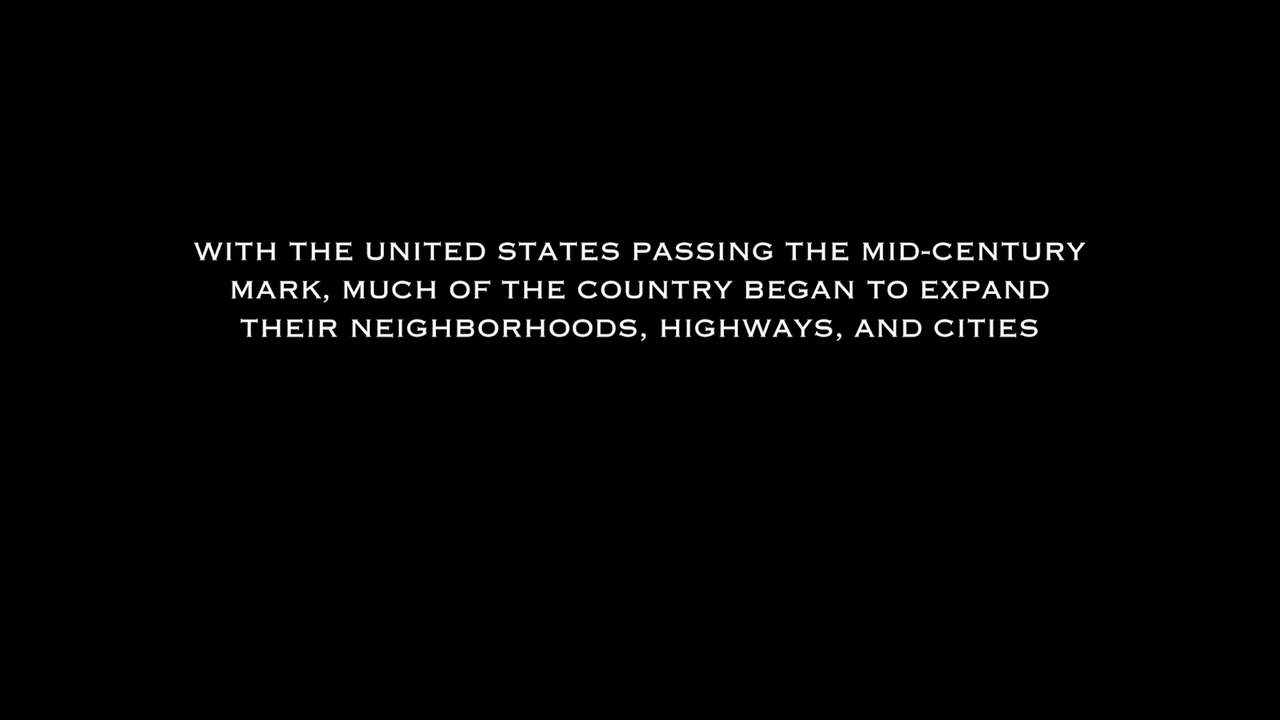 WITH THE UNITED STATES PASSING THE MID-CENTURY
MARK, MUCH OF THE COUNTRY BEGAN TO EXPAND
THEIR NEIGHBORHOODS, HIGHWAYS, AND CITIES